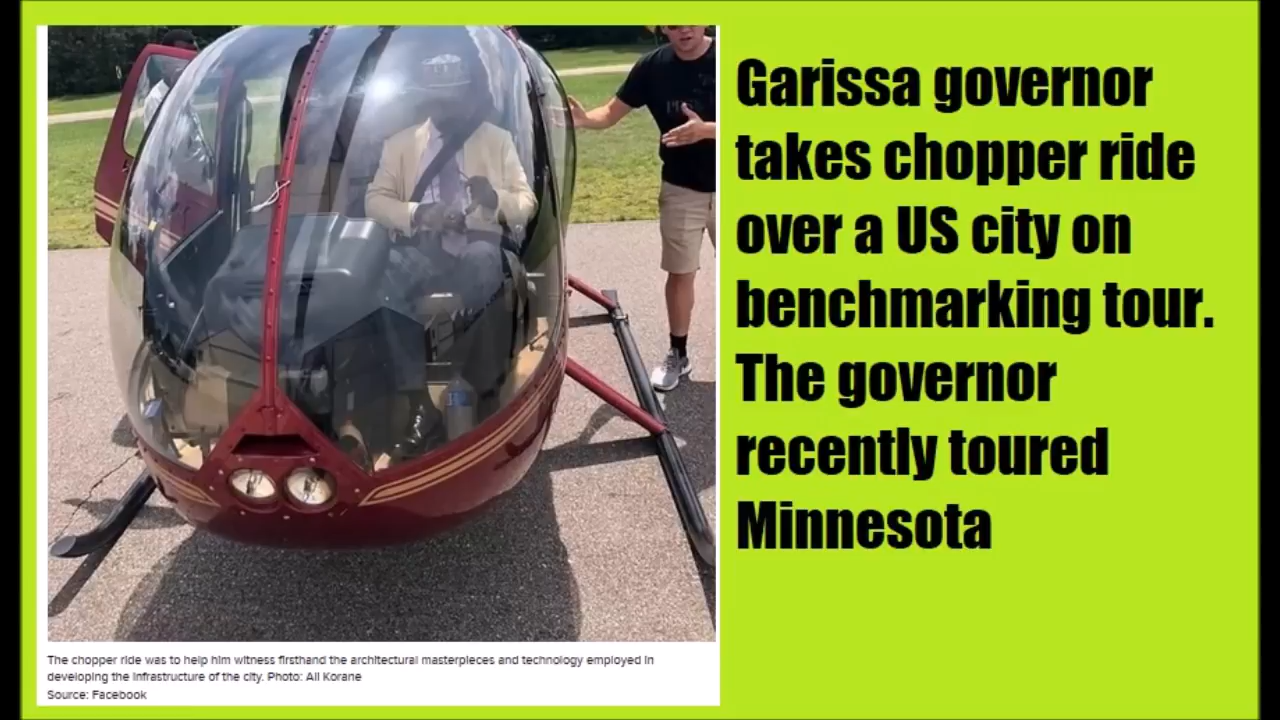 Garissa governor
takes chopper ride
over a US city on
benchmarking tour.
The governor
recently toured
Minnesota
The chopper ride was to help him witness firsthand the architectural masterpieces and technology employed in
developing the infrastructure of the city. Photo: Ali Korane
Source: Facebook